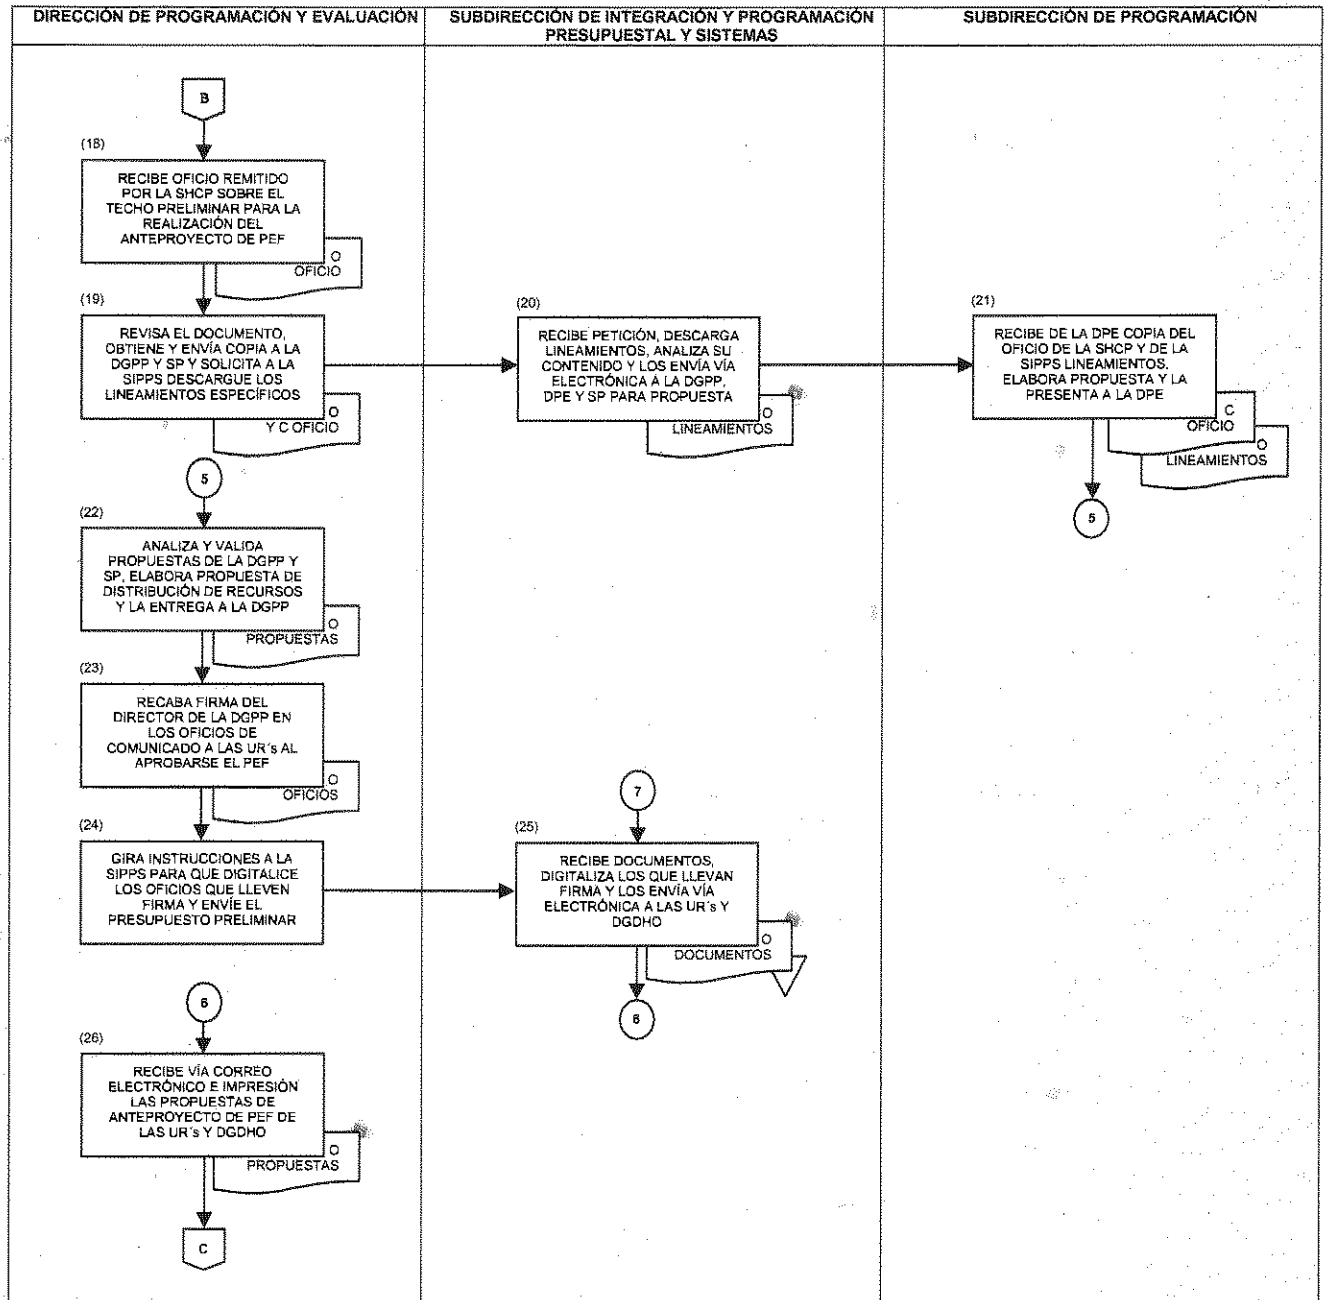 DIRECCIÓN DE PROGRAMACIÓN Y EVALUACIÓN
SUBDIRECCIÓN DE INTEGRACIÓN Y PROGRAMACIÓN
PRESUPUESTAL Y SISTEMAS
SUBDIRECCIÓN DE PROGRAMACIÓN
B
(18)
RECIBE OFICIO REMITIDO
POR LA SHCP SOBRE EL
TECHO PRELIMINAR PARA LA
REALIZACIÓN DEL
ANTEPROYECTO DE PEF
O
OFICIO
(19)
REVISA EL DOCUMENTO,
OBTIENE Y ENVÍA COPIA A LA
DGPP Y SP Y SOLICITA A LA
SIPPS DESCARGUE LOS
LINEAMIENTOS ESPECÍFICOS
O
Y C OFICIO
(20)
RECIBE PETICIÓN, DESCARGA
LINEAMIENTOS, ANALIZA SU
CONTENIDO Y LOS ENVÍA VÍA
ELECTRÓNICA A LA DGPP,
DPE Y SP PARA PROPUESTA
O
LINEAMIENTOS
(21)
RECIBE DE LA DPE COPIA DEL
OFICIO DE LA SHCP Y DE LA
SIPPS LINEAMIENTOS,
ELABORA PROPUESTA Y LA
PRESENTA A LA DPE
C
OFICIO
O
LINEAMIENTOS
5
5
(22)
ANALIZA Y VALIDA
PROPUESTAS DE LA DGPP Y
SP, ELABORA PROPUESTA DE
DISTRIBUCIÓN DE RECURSOS
Y LA ENTREGA A LA DGPP
O
PROPUESTAS
(23)
RECABA FIRMA DEL
DIRECTOR DE LA DGPP EN
LOS OFICIOS DE
COMUNICADO A LAS UR´s AL
APROBARSE EL PEF
O
OFICIOS
(24)
GIRA INSTRUCCIONES A LA
SIPPS PARA QUE DIGITALICE
LOS OFICIOS QUE LLEVEN
FIRMA Y ENVÍE EL
PRESUPUESTO PRELIMINAR
7
(25)
RECIBE DOCUMENTOS,
DIGITALIZA LOS QUE LLEVAN
FIRMA Y LOS ENVÍA VÍA
ELECTRÓNICA A LAS UR´s Y
DGDHO
O
DOCUMENTOS
6
6
(26)
RECIBE VÍA CORREO
ELECTRÓNICO E IMPRESIÓN
LAS PROPUESTAS DE
ANTEPROYECTO DE PEF DE
LAS UR´s Y DGDHO
O
PROPUESTAS
C